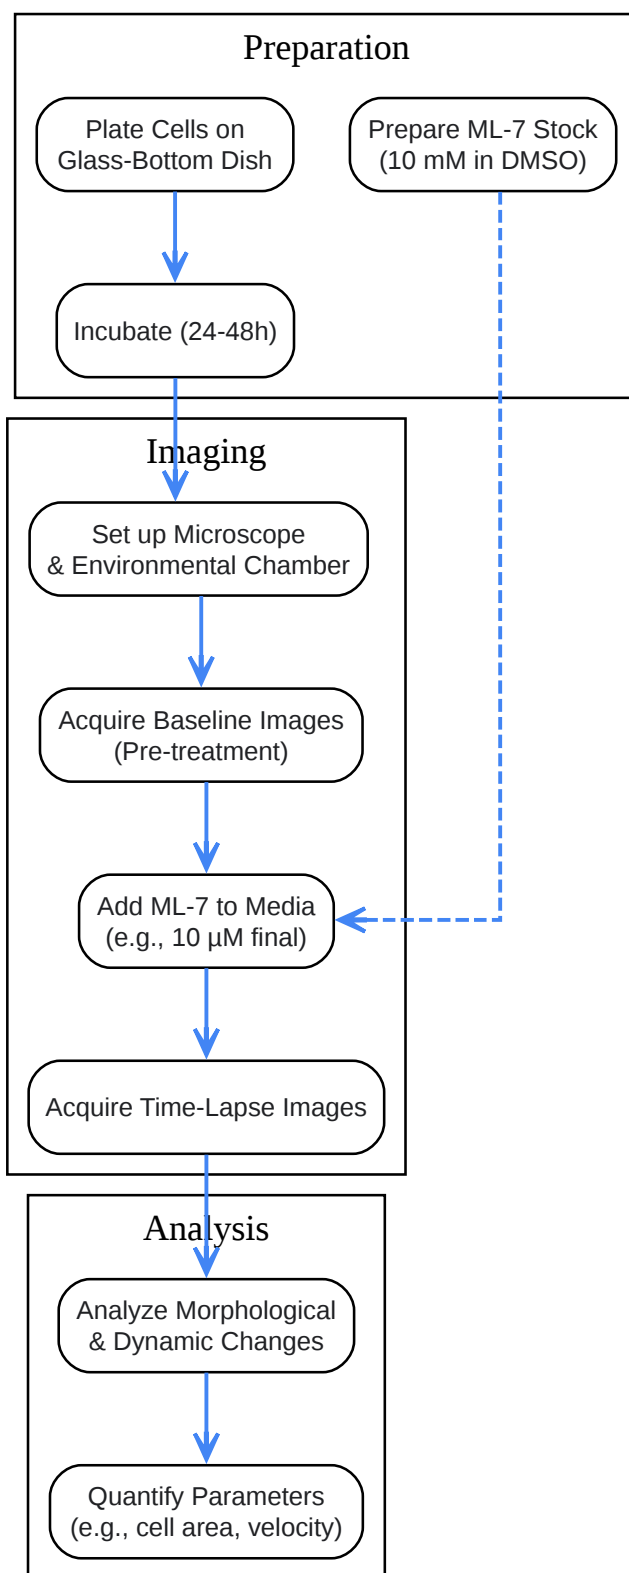 Preparation
Plate Cells on
Glass-Bottom Dish
Prepare ML-7 Stock
(10 mM in DMSO)
Incubate (24-48h)
Imaging
Set up Microscope
& Environmental Chamber
Acquire Baseline Images
(Pre-treatment)
Add ML-7 to Media
(e.g., 10 µM final)
Acquire Time-Lapse Images
Analysis
Analyze Morphological
& Dynamic Changes
Quantify Parameters
(e.g., cell area, velocity)